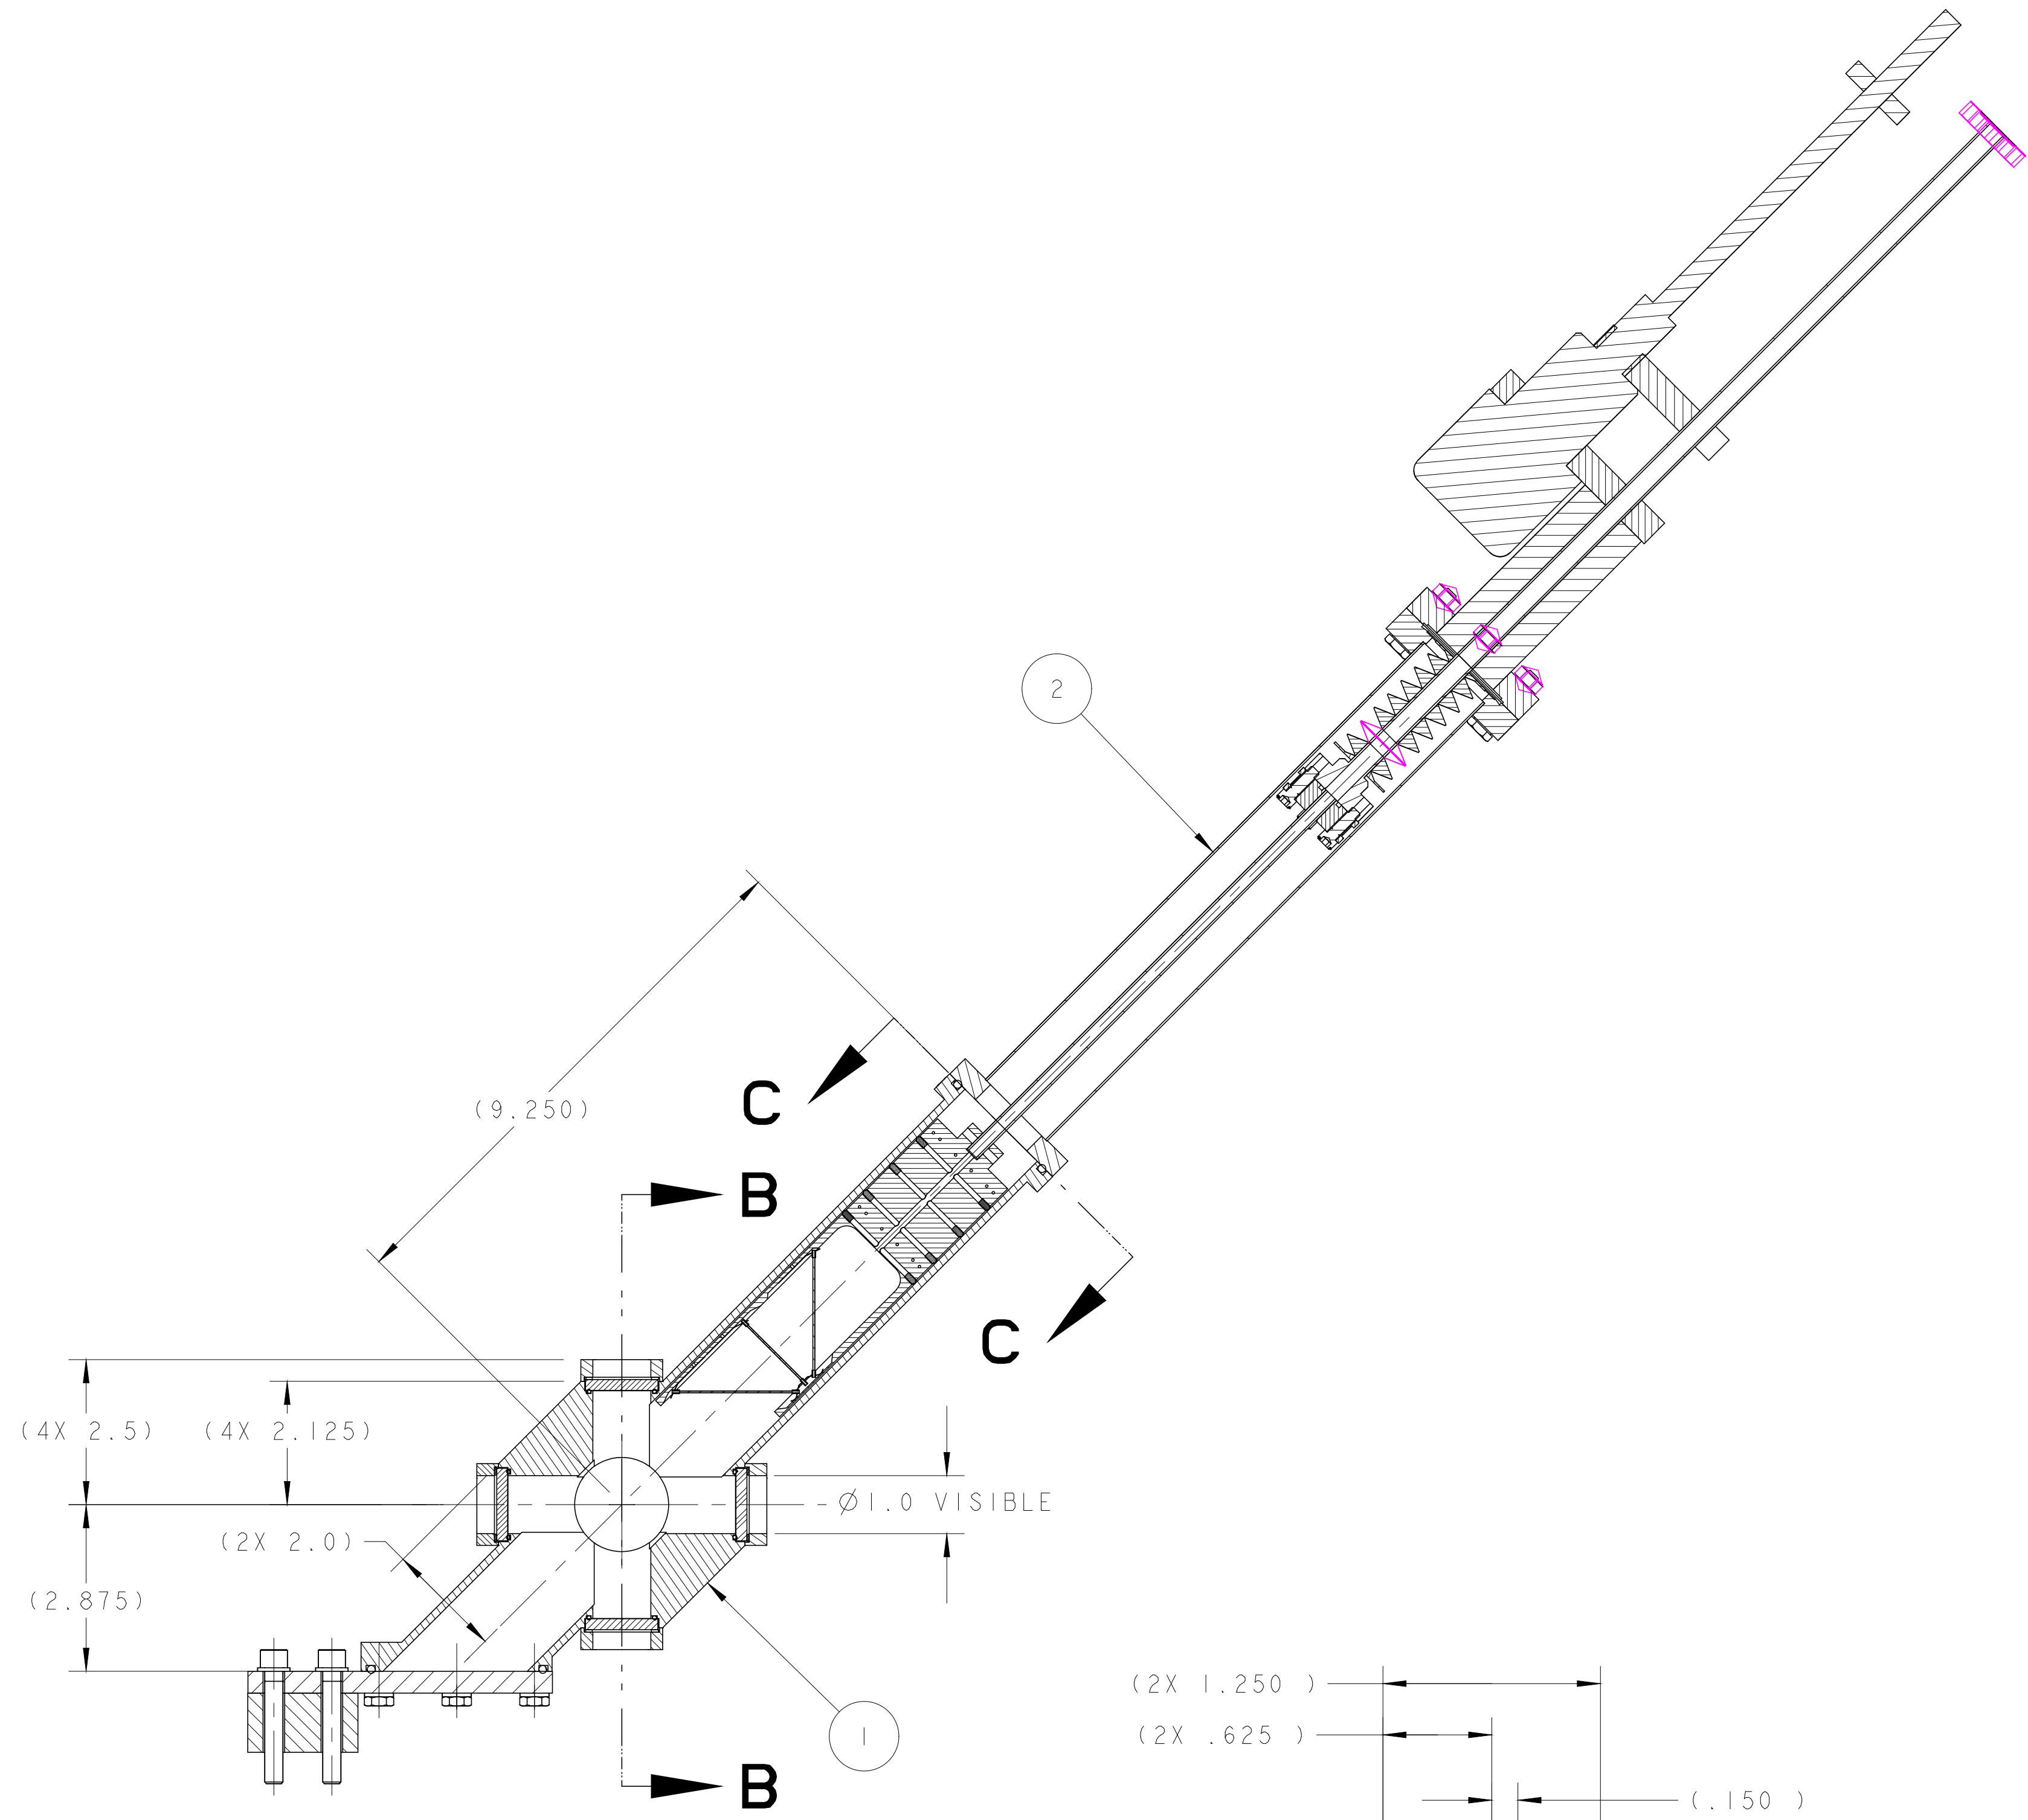 2
(9.250)
C
B
C
(4X 2.5)
(4X 2.125)
Ø1.0 VISIBLE
(2X 2.0)
(2.875)
(2X 1.250 )
1
(2X .625 )
B
(.150 )